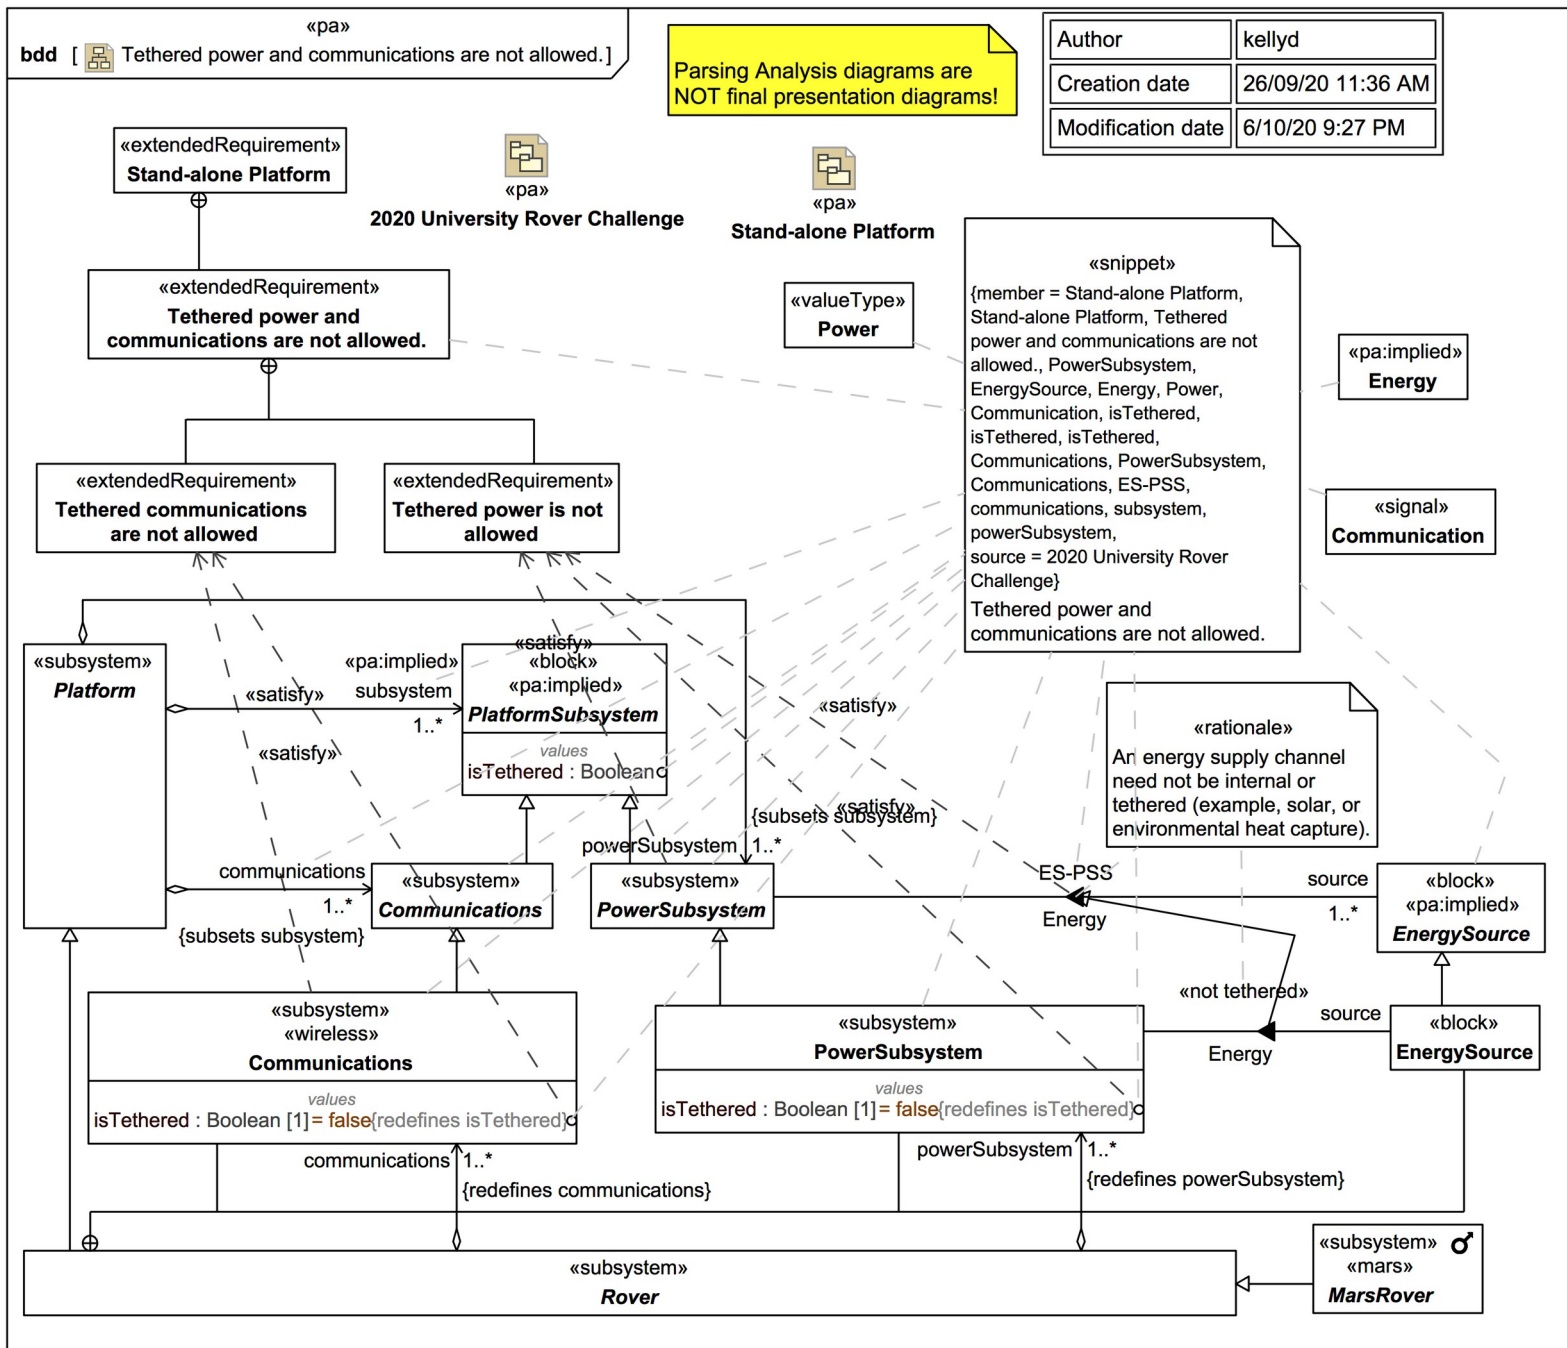 «pa»
bdd [ Tethered power and communications are not allowed.]
Parsing Analysis diagrams are
NOT final presentation diagrams!
Author kellyd
Creation date 26/09/20 11:36 AM
Modification date 6/10/20 9:27 PM
«extendedRequirement»
Stand-alone Platform
«pa»
2020 University Rover Challenge
«pa»
Stand-alone Platform
«extendedRequirement»
Tethered power and
communications are not allowed.
«valueType»
Power
«snippet»
{member = Stand-alone Platform,
Stand-alone Platform, Tethered
power and communications are not
allowed., PowerSubsystem,
EnergySource, Energy, Power,
Communication, isTethered,
isTethered, isTethered,
Communications, PowerSubsystem,
Communications, ES-PSS,
communications, subsystem,
powerSubsystem,
source = 2020 University Rover
Challenge}
Tethered power and
communications are not allowed.
«pa:implied»
Energy
«signal»
Communication
«extendedRequirement»
Tethered communications
are not allowed
«extendedRequirement»
Tethered power is not
allowed
«subsystem»
Platform
«pa:implied»
subsystem
1..*
«satisfy»
«satisfy»
«satisfy»
«block»
«pa:implied»
PlatformSubsystem
values
isTethered : Boolean
«satisfy»
«satisfy»
{subsets subsystem}
powerSubsystem 1..*
«rationale»
An energy supply channel
need not be internal or
tethered (example, solar, or
environmental heat capture).
communications
1..*
{subsets subsystem}
«subsystem»
Communications
«subsystem»
PowerSubsystem
ES-PSS
Energy
source
1..*
«block»
«pa:implied»
EnergySource
«subsystem»
«wireless»
Communications
values
isTethered : Boolean [1]= false{redefines isTethered}
«subsystem»
PowerSubsystem
values
isTethered : Boolean [1]= false{redefines isTethered}
«not tethered»
source
Energy
«block»
EnergySource
communications 1..*
{redefines communications}
powerSubsystem 1..*
{redefines powerSubsystem}
«subsystem»
Rover
«subsystem» ♂
«mars»
MarsRover